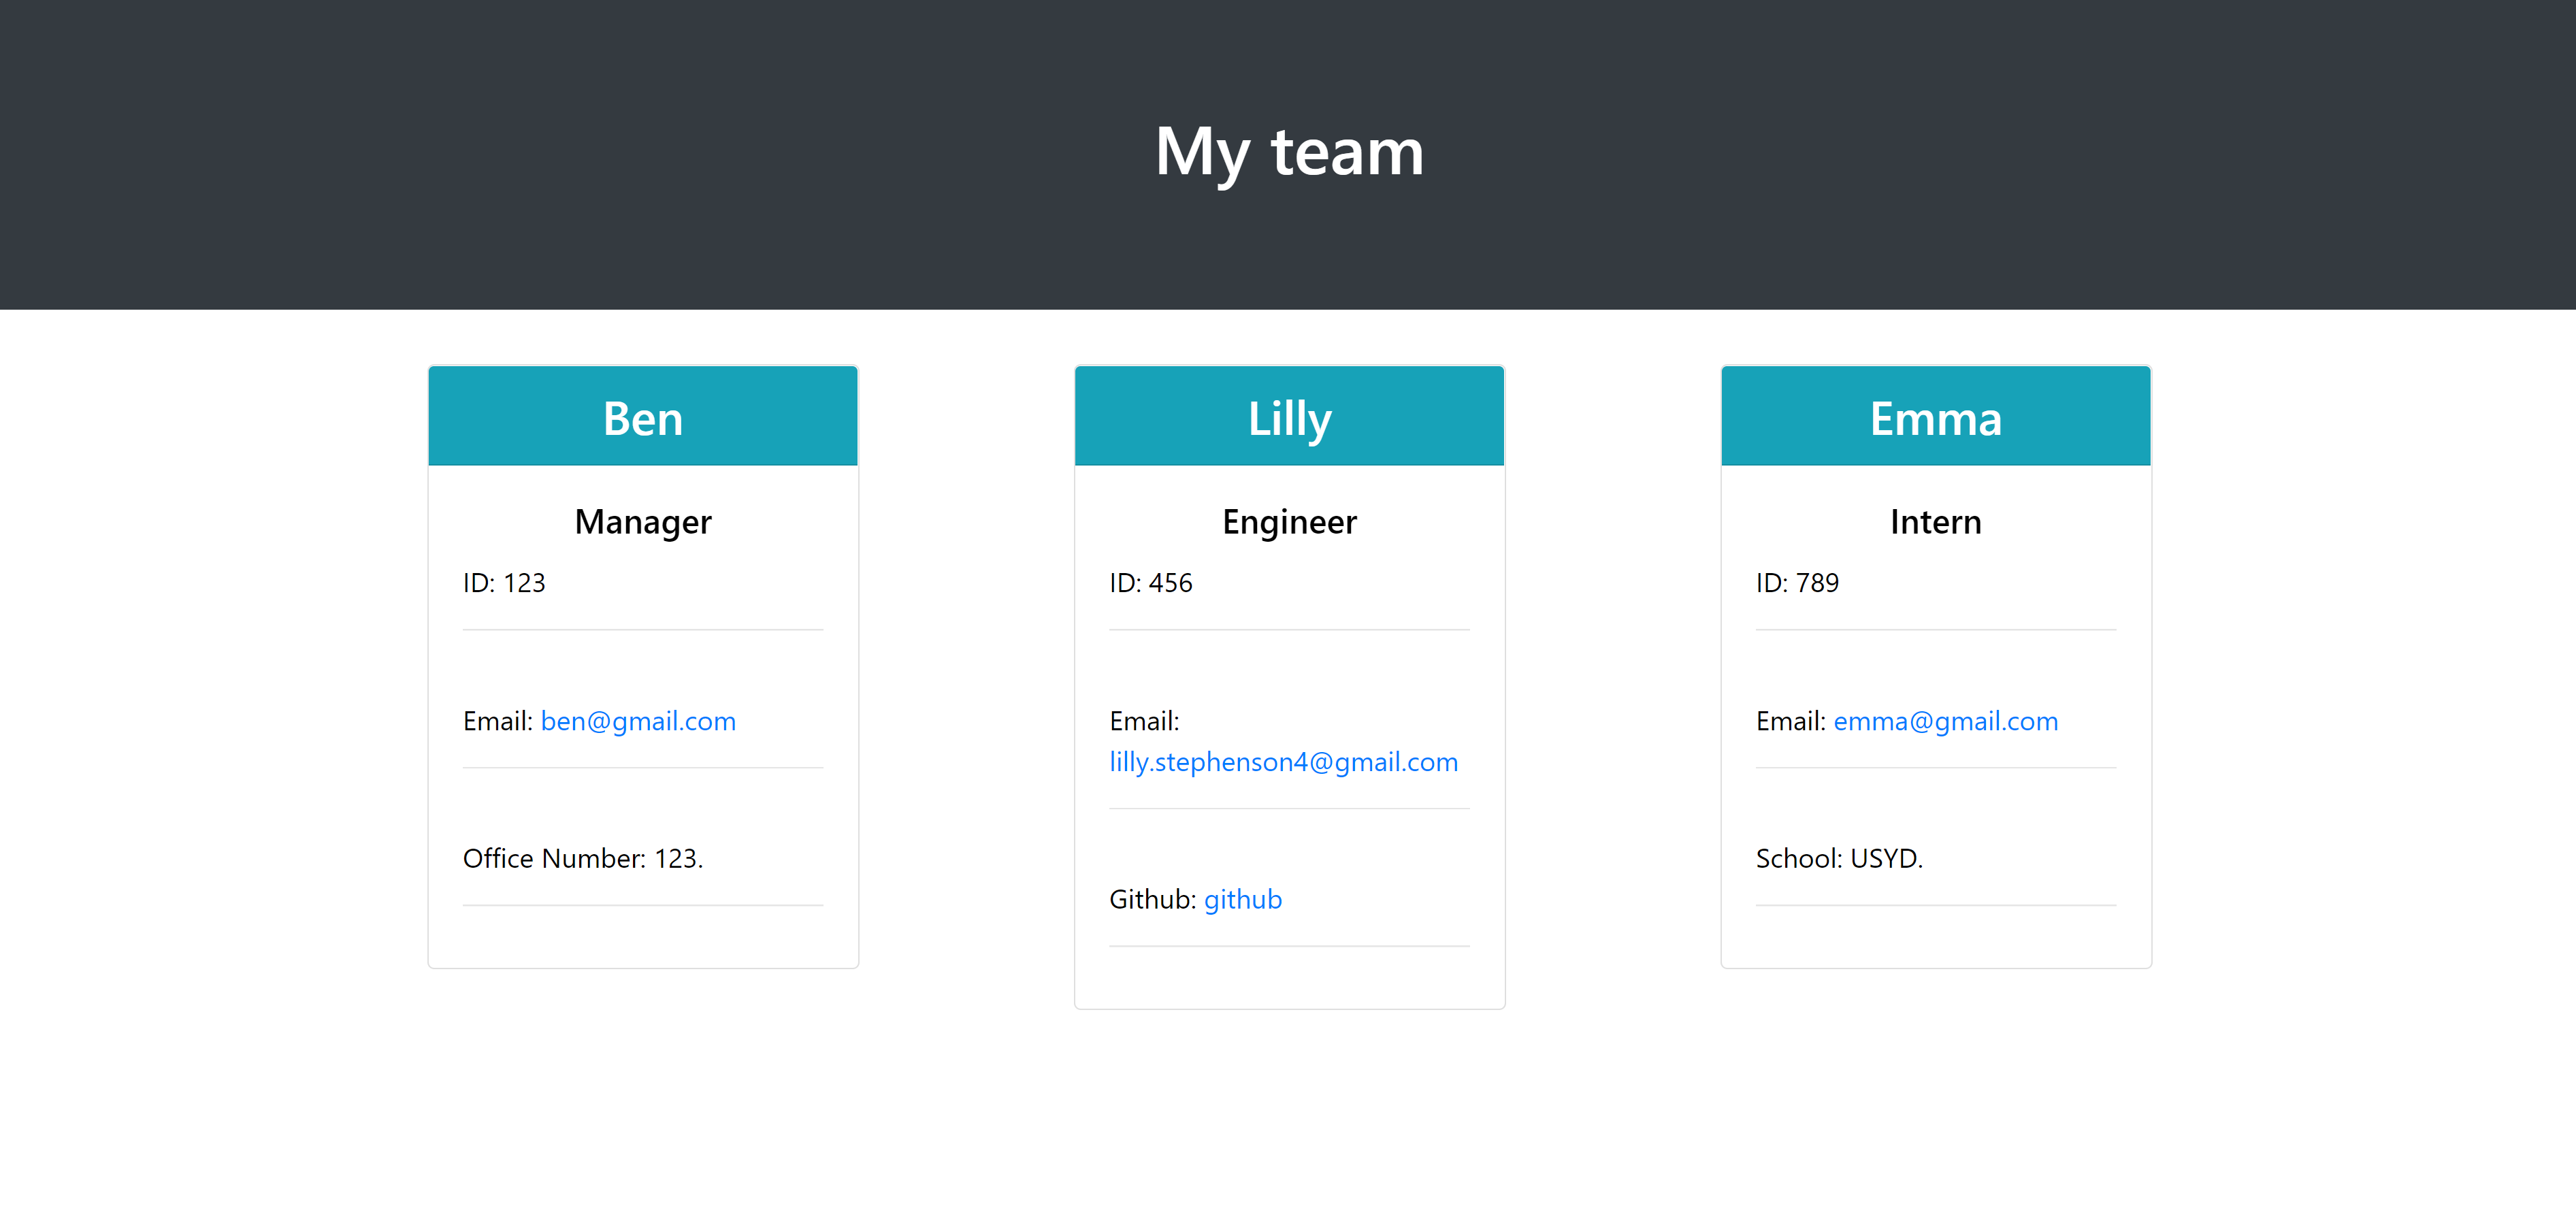 My team
Ben
Manager
ID: 123
Email: ben@gmail.com
Office Number: 123.
Lilly
Engineer
ID: 456
Email:
lilly.stephenson4@gmail.com
Github: github
Emma
Intern
ID: 789
Email: emma@gmail.com
School: USYD.